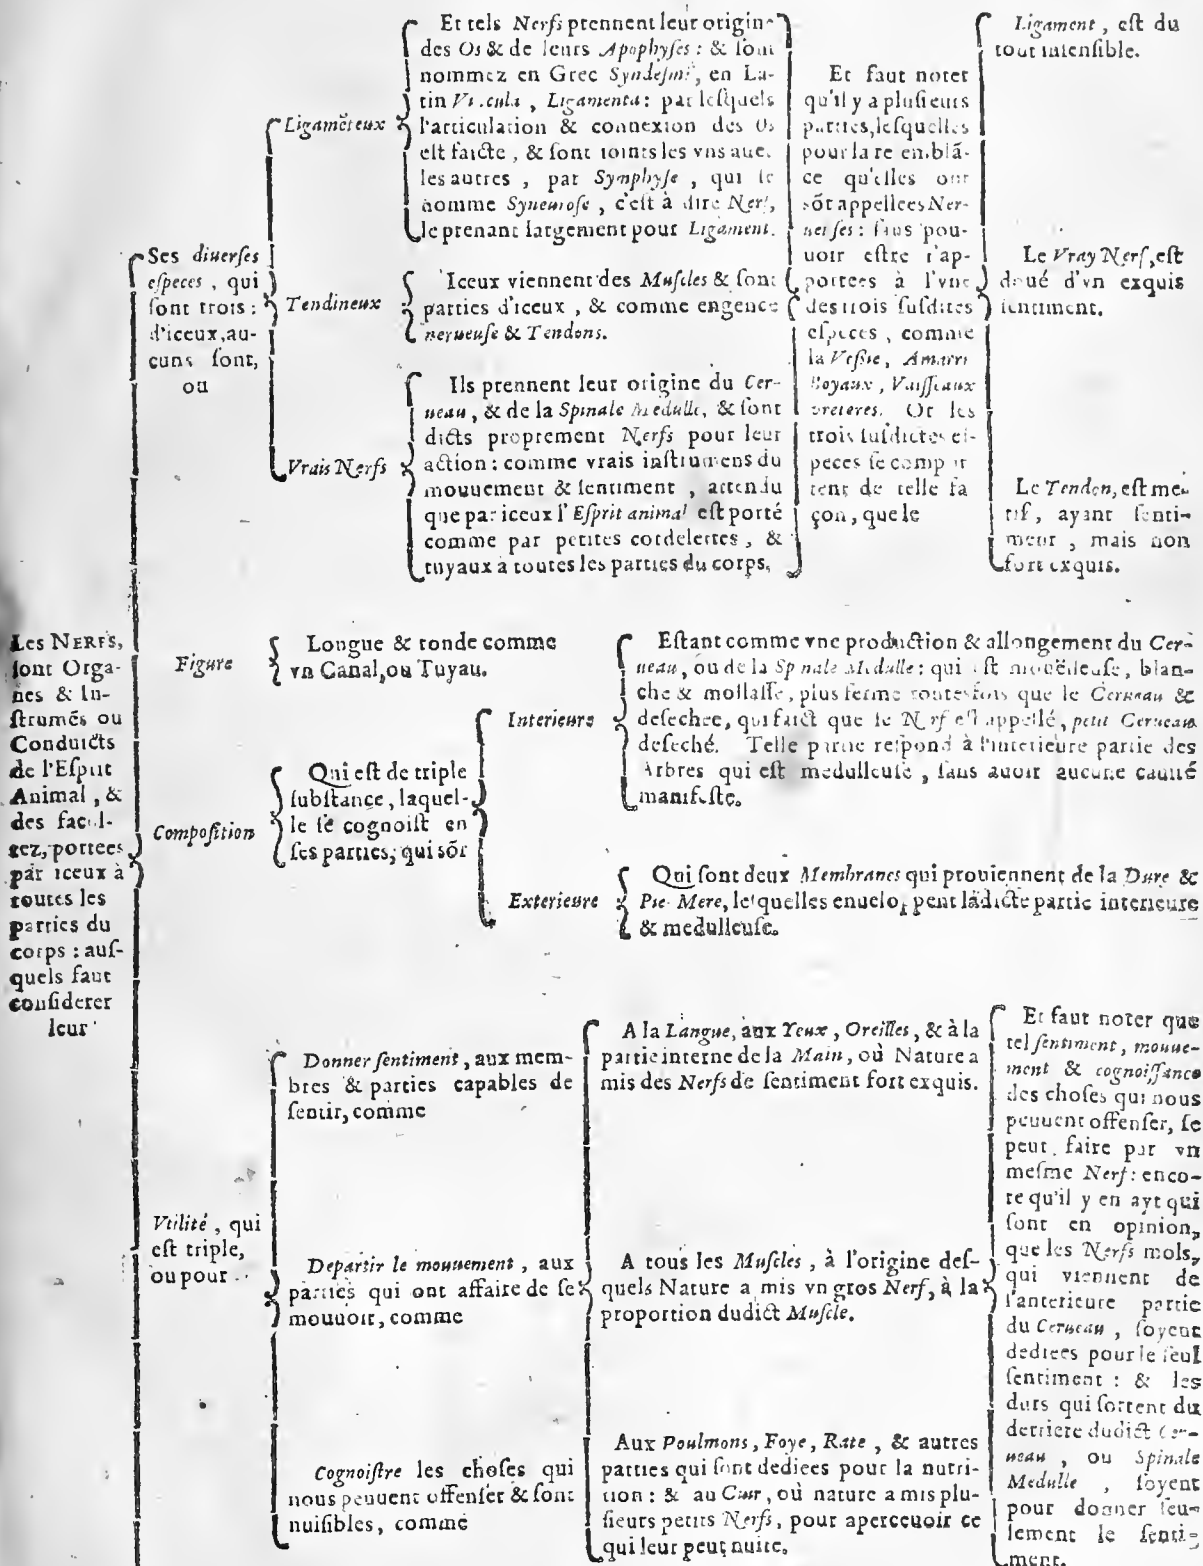 Les NERFS,
sont Orga-
nes & In-
strumēs ou
Conduicts
de l'Esprit
Animal, &
des facul-
tez, portees
par iceux à
toutes les
parties du
corps : aus-
quels faut
considerer
leur
Ses diuerses
especes, qui
sont trois :
d'iceux, au-
cuns sont,
ou
Ligamēteux
Et tels Nerfs prennent leur origin-
des Os & de leurs Apophyses : & sont
nommez en Grec Syndesmi, en La-
tin Vincula, Ligamenta : par lesquels
l'articulation & connexion des Os
est faicte, & sont ioints les vns auec
les autres, par Symphyse, qui se
nomme Syneurose, c'est à dire Nerf,
le prenant largement pour Ligament.
Tendineux
Iceux viennent des Muscles & sont
parties d'iceux, & comme engence
nerueuse & Tendons.
Vrais Nerfs
Ils prennent leur origine du Cer-
ueau, & de la Spinale Medulle, & sont
dicts proprement Nerfs pour leur
action : comme vrais instrumens du
mouuement & sentiment, attendu
que par iceux l'Esprit animal est porté
comme par petites cordelettes, &
tuyaux à toutes les parties du corps.
Et faut noter
qu'il y a plusieurs
parties, lesquelles
pour la resemblā-
ce qu'elles ont
sōt appellees Ner-
ueuses : sans pou-
uoir estre rap-
portees à l'vne
des trois susdites
especes, comme
la Vessie, Amarri
Boyaux, Vaisseaux
vreteres. Or les
trois susdictes es-
peces se compor
tent de telle fa
çon, que le
Ligament, est du
tout insensible.
Le Vray Nerf, est
doué d'vn exquis
sentiment.
Le Tendon, est me-
tif, ayant senti-
ment, mais non
fort exquis.
Figure
Longue & ronde comme
vn Canal, ou Tuyau.
Composition
Qui est de triple
substance, laquel-
le se cognoist en
ses parties, qui sōt
Interieure
Estant comme vne production & allongement du Cer-
ueau, ou de la Spinale Medulle : qui est moüelleuse, blan-
che & mollasse, plus ferme toutesfois que le Cerueau &
desechee, qui faict que le Nerf est appellé, petit Cerueau
deseché. Telle partie respond à l'interieure partie des
Arbres qui est medulleuse, sans auoir aucune cauité
manifeste.
Exterieure
Qui sont deux Membranes qui prouiennent de la Dure &
Pie Mere, lesquelles enueloppent ladicte partie interieure
& medulleuse.
Vtilité, qui
est triple,
ou pour
Donner sentiment, aux mem-
bres & parties capables de
sentir, comme
A la Langue, aux Yeux, Oreilles, & à la
partie interne de la Main, où Nature a
mis des Nerfs de sentiment fort exquis.
Departir le mouuement, aux
parties qui ont affaire de se
mouuoir, comme
A tous les Muscles, à l'origine des-
quels Nature a mis vn gros Nerf, à la
proportion dudict Muscle.
Cognoistre les choses qui
nous peuuent offenser & sont
nuisibles, comme
Aux Poulmons, Foye, Rate, & autres
parties qui sont dediees pour la nutri-
tion : & au Cœur, où nature a mis plu-
sieurs petits Nerfs, pour aperceuoir ce
qui leur peut nuire.
Et faut noter que
tel sentiment, mouue-
ment & cognoissance
des choses qui nous
peuuent offenser, se
peut faire par vn
mesme Nerf : enco-
re qu'il y en ayt qui
sont en opinion,
que les Nerfs mols,
qui viennent de
l'anterieure partie
du Cerueau, soyent
dediees pour le seul
sentiment : & les
durs qui sortent du
derriere dudict Cer-
ueau, ou Spinale
Medulle, soyent
pour donner seu-
lement le senti-
ment.